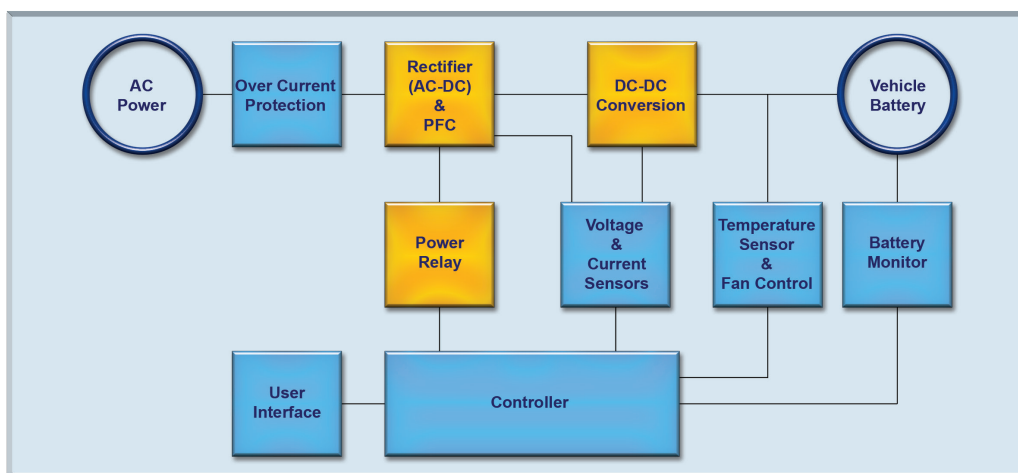 AC
Power
Over Current
Protection
Rectifier
(AC-DC)
&
PFC
DC-DC
Conversion
Vehicle
Battery
Power
Relay
Voltage
&
Current
Sensors
Temperature
Sensor
&
Fan Control
Battery
Monitor
User
Interface
Controller